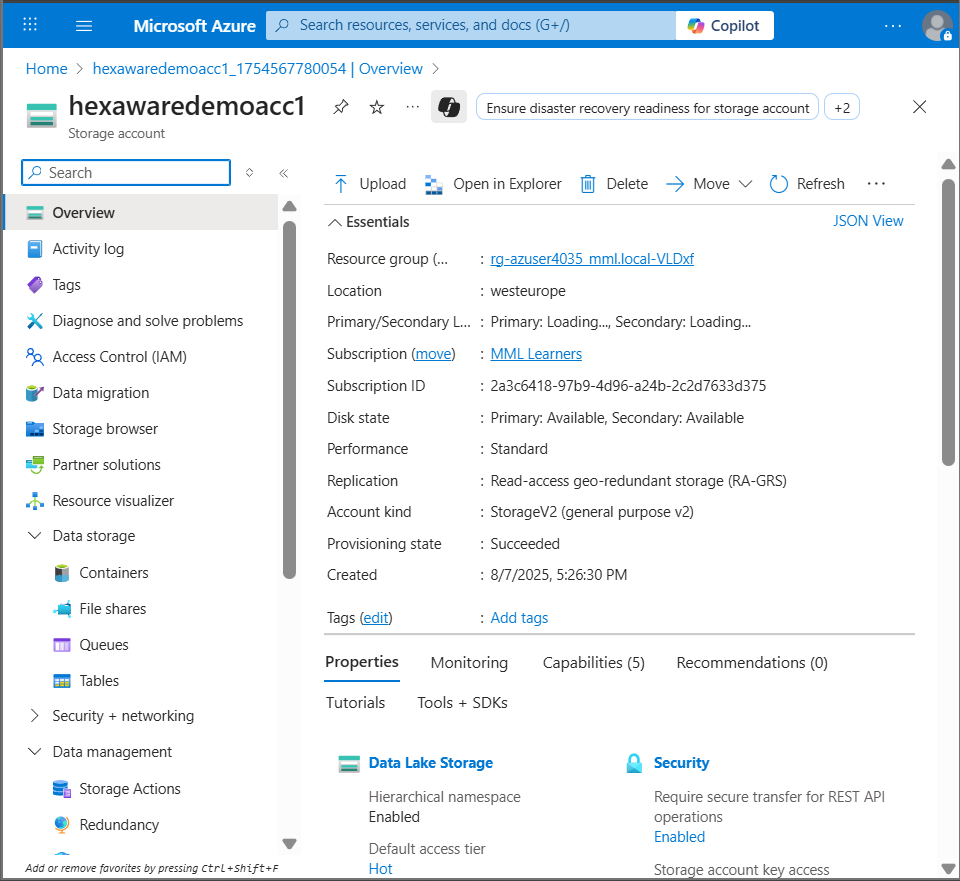 Microsoft Azure
Search resources, services, and docs (G+/)
Copilot
Home > hexawaredemoacc1_1754567780054 | Overview >
hexawaredemoacc1
Storage account
Ensure disaster recovery readiness for storage account
+2
Search
Overview
Activity log
Tags
Diagnose and solve problems
Access Control (IAM)
Data migration
Storage browser
Partner solutions
Resource visualizer
Data storage
Containers
File shares
Queues
Tables
Security + networking
Data management
Storage Actions
Redundancy
Add or remove favorites by pressing Ctrl+Shift+F
Upload Open in Explorer Delete Move Refresh
Essentials JSON View
Resource group (... : rg-azuser4035_mml.local-VLDxf
Location : westeurope
Primary/Secondary L... : Primary: Loading..., Secondary: Loading...
Subscription (move) : MML Learners
Subscription ID : 2a3c6418-97b9-4d96-a24b-2c2d7633d375
Disk state : Primary: Available, Secondary: Available
Performance : Standard
Replication : Read-access geo-redundant storage (RA-GRS)
Account kind : StorageV2 (general purpose v2)
Provisioning state : Succeeded
Created : 8/7/2025, 5:26:30 PM
Tags (edit) : Add tags
Properties Monitoring Capabilities (5) Recommendations (0)
Tutorials Tools + SDKs
Data Lake Storage
Hierarchical namespace
Enabled
Default access tier
Hot
Security
Require secure transfer for REST API
operations
Enabled
Storage account key access